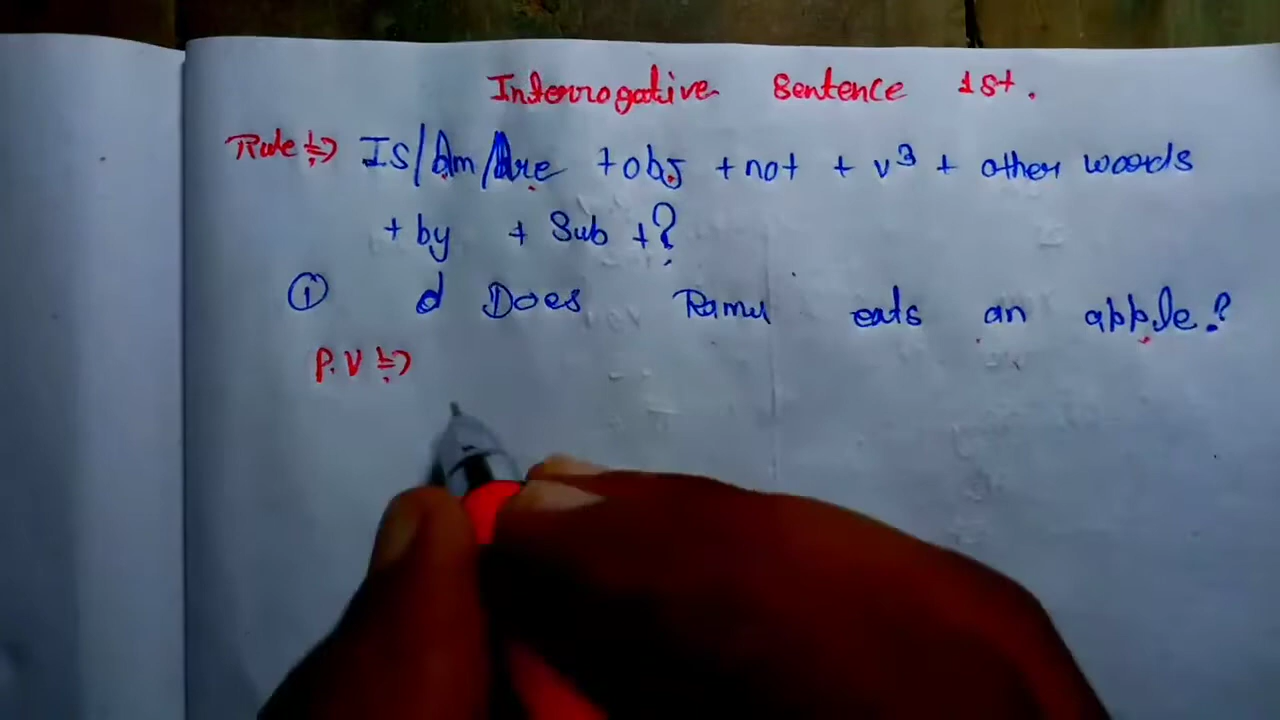 Interrogative Sentence 1st.
Rule ⇒ Is/Am/Are + obj + not + v³ + other words
+ by + Sub + ?
① d Does Ramu eats an apple.?
P.V ⇒